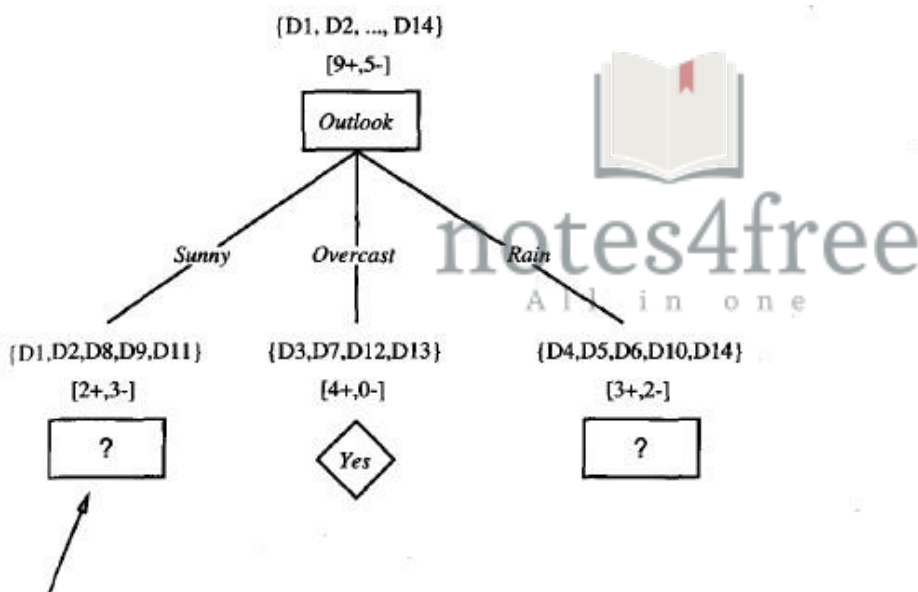 {D1, D2, ..., D14}
[9+,5-]
Outlook
notes4free
All in one
Sunny
Overcast
Rain
{D1,D2,D8,D9,D11}
{D3,D7,D12,D13}
{D4,D5,D6,D10,D14}
[2+,3-]
[4+,0-]
[3+,2-]
?
Yes
?